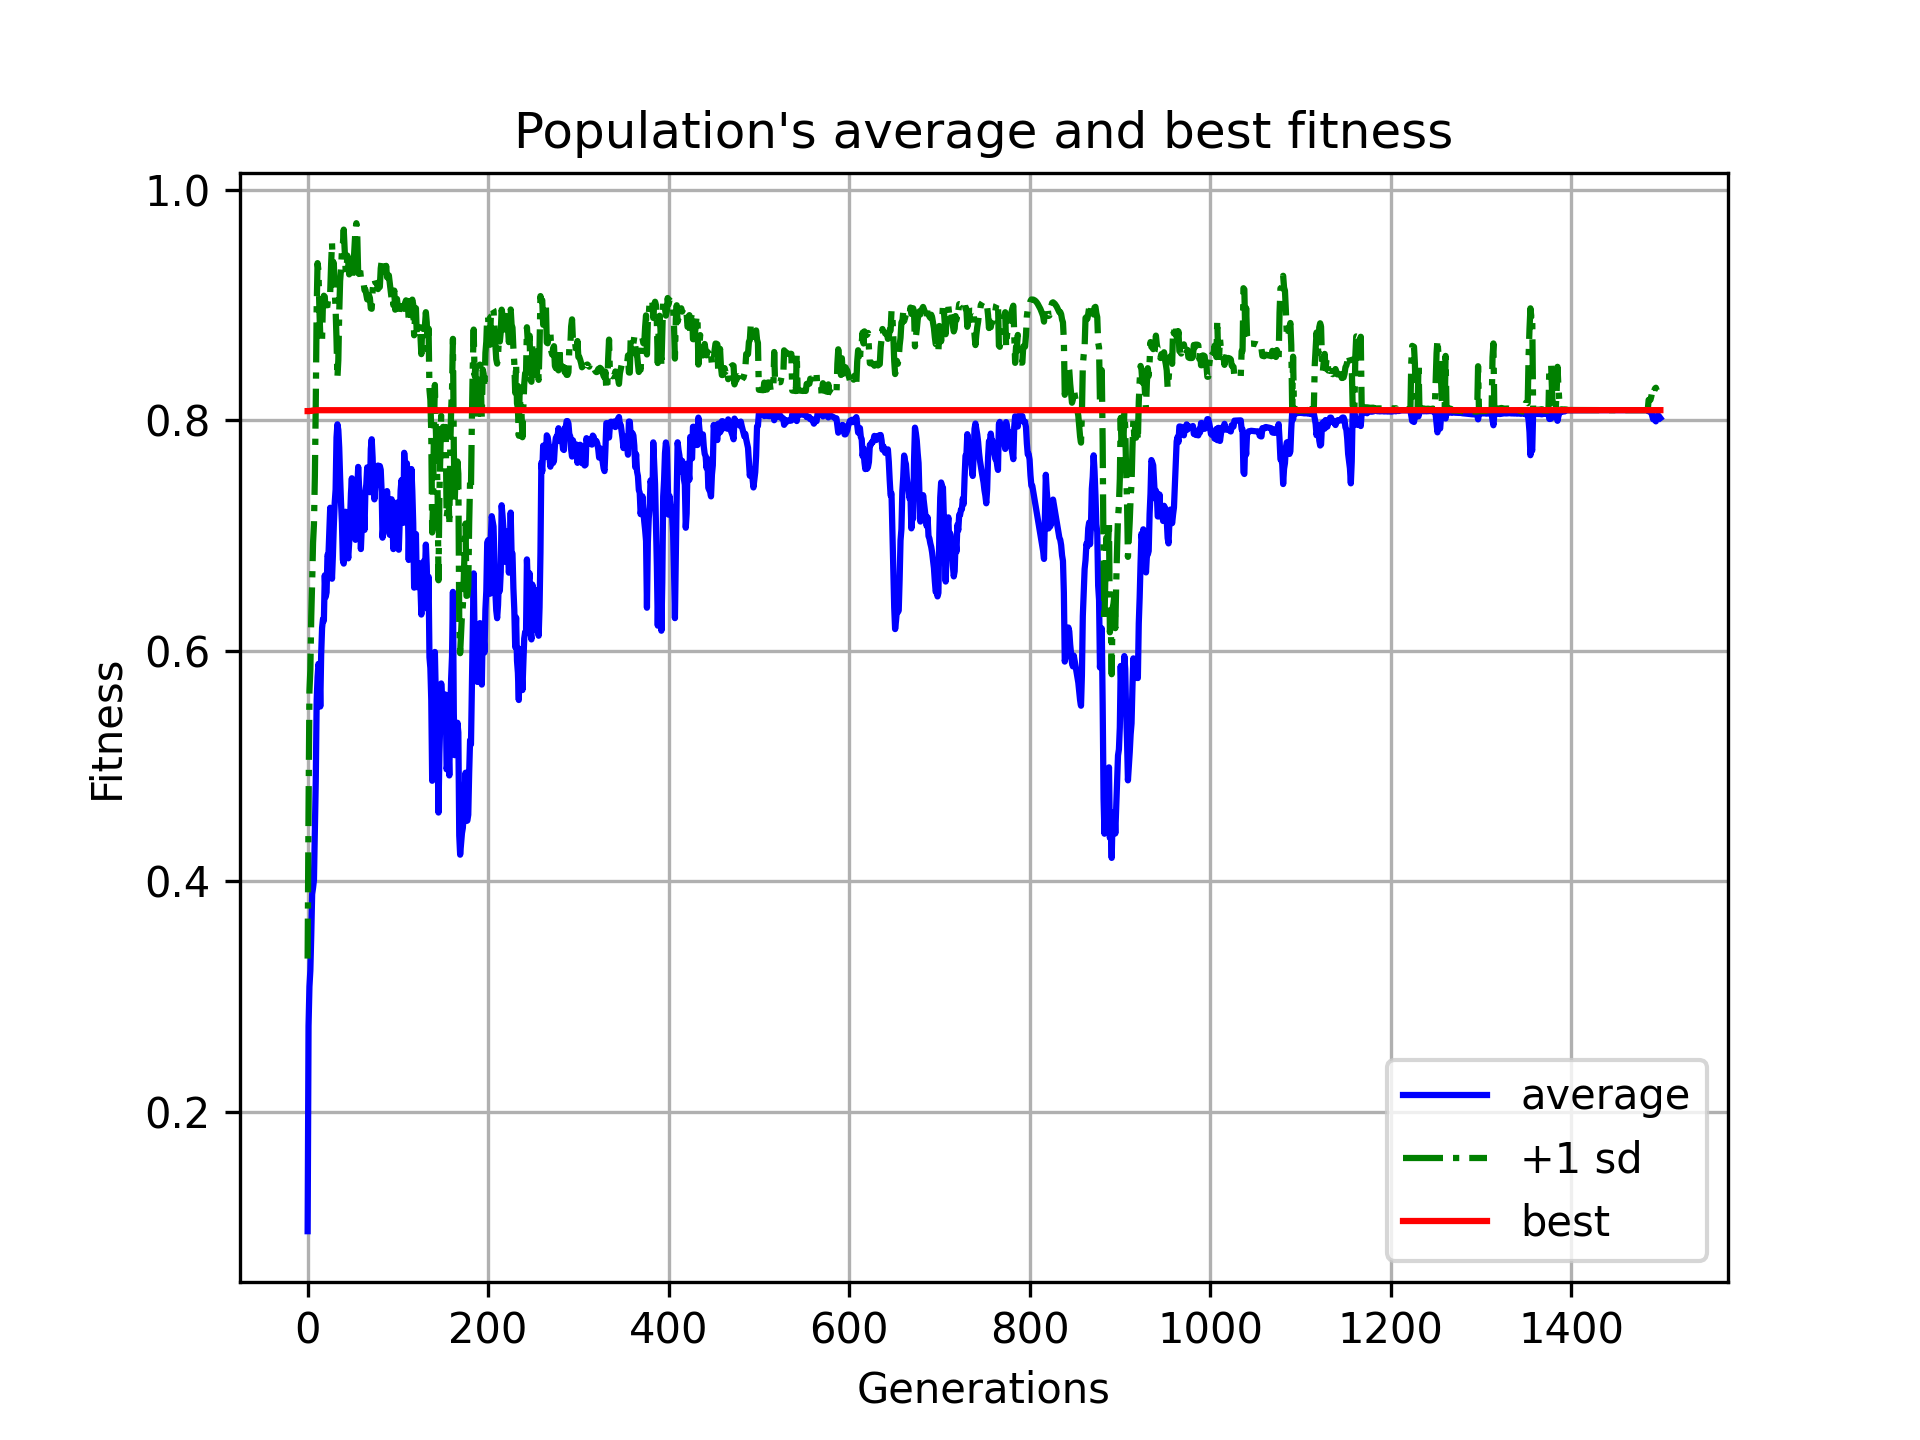 Population's average and best fitness
1.0
0.8
0.6
0.4
0.2
Fitness
0 200 400 600 800 1000 1200 1400
Generations
average
+1 sd
best